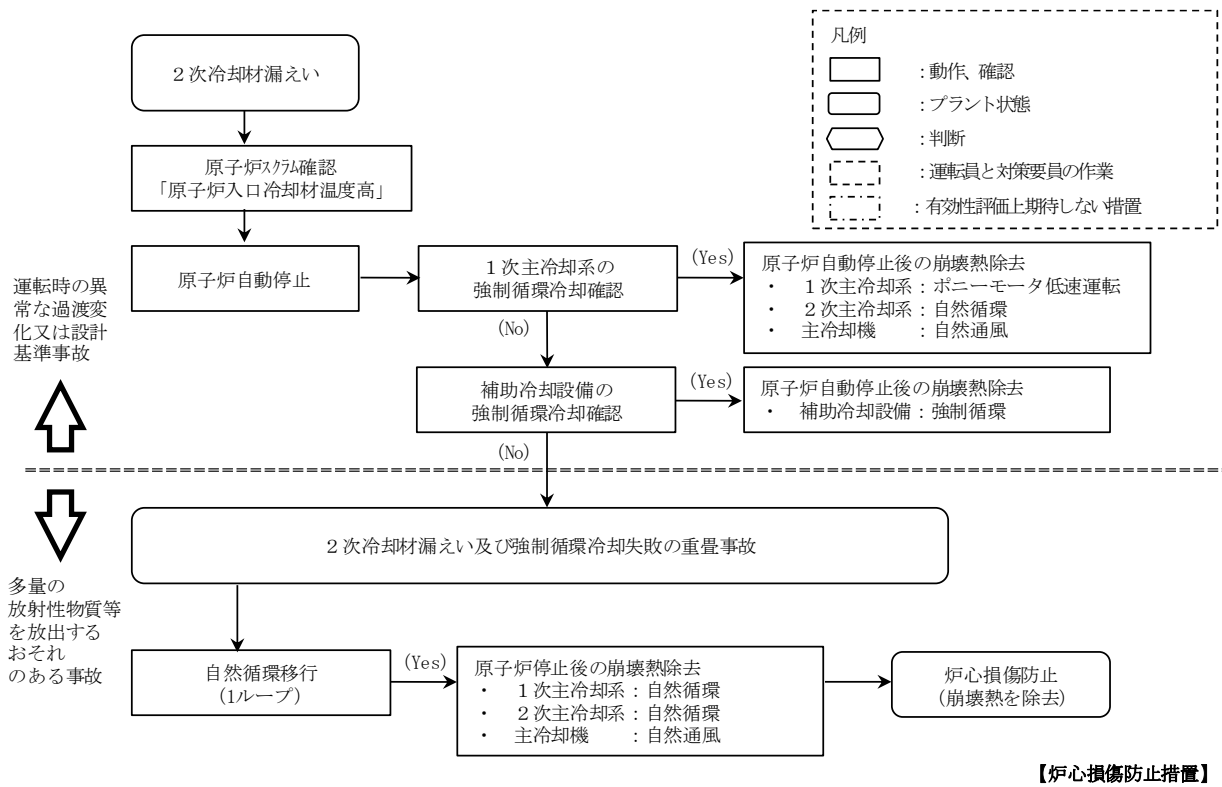 ２次冷却材漏えい
原子炉ｽｸﾗﾑ確認
「原子炉入口冷却材温度高」
原子炉自動停止
１次主冷却系の
強制循環冷却確認
(Yes)
原子炉自動停止後の崩壊熱除去
・ １次主冷却系：ポニーモータ低速運転
・ ２次主冷却系：自然循環
・ 主冷却機 ：自然通風
(No)
補助冷却設備の
強制循環冷却確認
(Yes)
原子炉自動停止後の崩壊熱除去
・ 補助冷却設備：強制循環
(No)
凡例
：動作、確認
：プラント状態
：判断
：運転員と対策要員の作業
：有効性評価上期待しない措置
運転時の異
常な過渡変
化又は設計
基準事故
多量の
放射性物質等
を放出する
おそれ
のある事故
２次冷却材漏えい及び強制循環冷却失敗の重畳事故
自然循環移行
(1ループ)
(Yes)
原子炉停止後の崩壊熱除去
・ １次主冷却系：自然循環
・ ２次主冷却系：自然循環
・ 主冷却機 ：自然通風
炉心損傷防止
(崩壊熱を除去)
【炉心損傷防止措置】